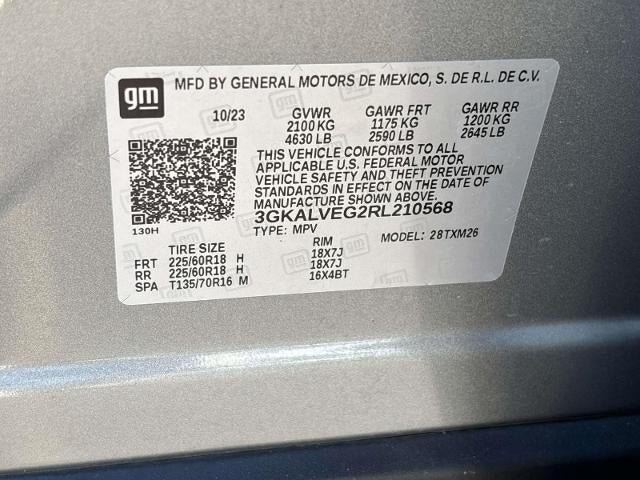 gm
MFD BY GENERAL MOTORS DE MEXICO, S. DE R.L. DE C.V.
10/23 GVWR GAWR FRT GAWR RR
2100 KG 1175 KG 1200 KG
4630 LB 2590 LB 2645 LB
THIS VEHICLE CONFORMS TO ALL
APPLICABLE U.S. FEDERAL MOTOR
VEHICLE SAFETY AND THEFT PREVENTION
STANDARDS IN EFFECT ON THE DATE OF
MANUFACTURE SHOWN ABOVE.
3GKALVEG2RL210568
130H
TYPE: MPV MODEL: 28TXM26
TIRE SIZE RIM
FRT 225/60R18 H 18X7J
RR 225/60R18 H 18X7J
SPA T135/70R16 M 16X4BT